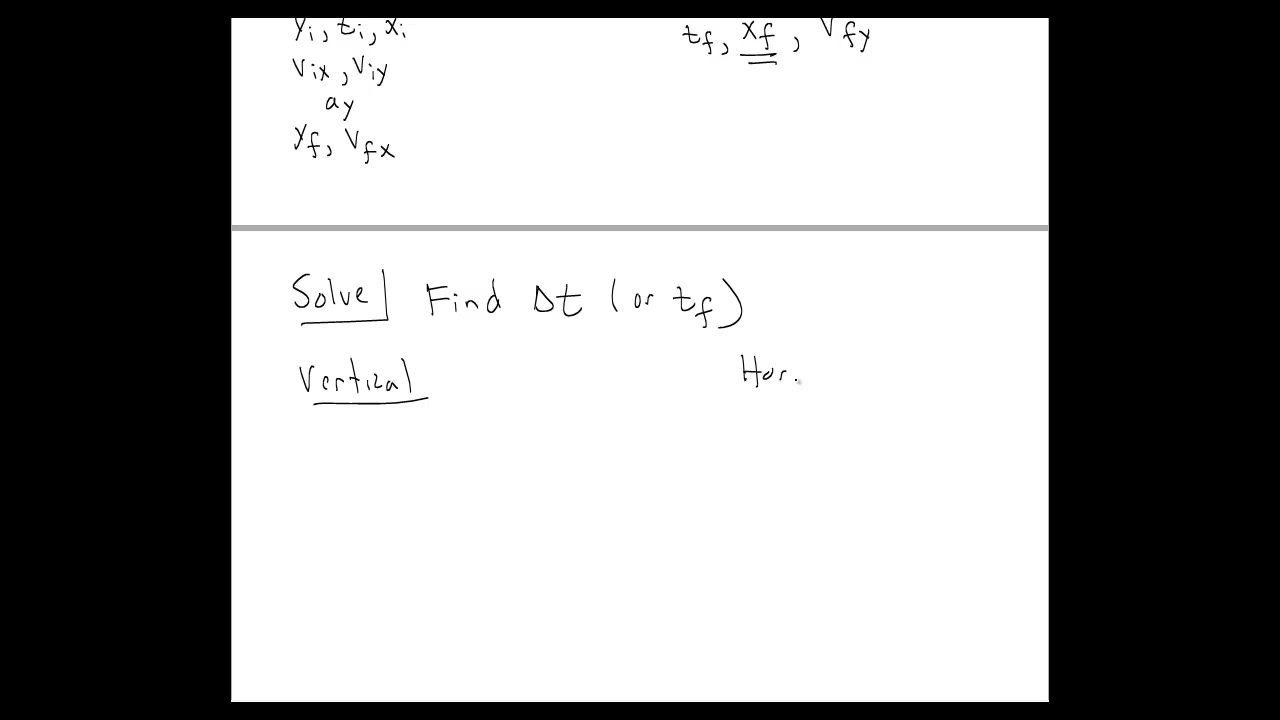 yi, ti, xi
vix, viy
ay
yf, vfx
tf, xf, vfy
Solve Find Δt (or tf)
Vertical
Hor.